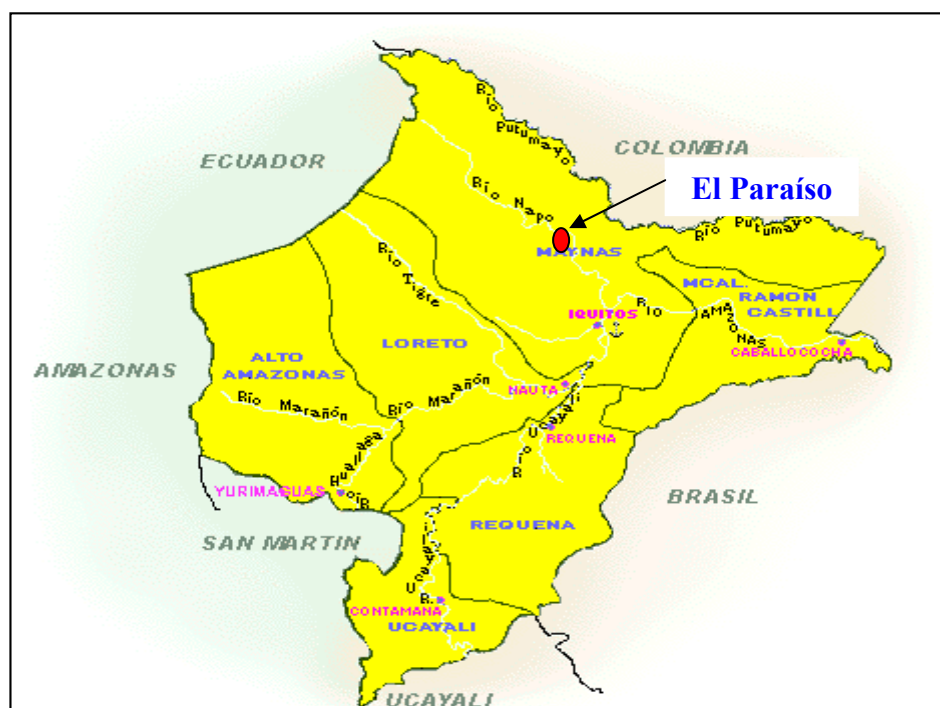 Río Putumayo
ECUADOR
COLOMBIA
El Paraíso
Río Napo
Río Putumayo
MAYNAS
Río Tigre
MCAL.
RAMON
CASTILL
IQUITOS
RIO AMAZONAS
LORETO
CABALLOCOCHA
ALTO
AMAZONAS
AMAZONAS
NAUTA
Río Marañón
Río Marañón
Río Ucayali
REQUENA
Río Huallaga
YURIMAGUAS
BRASIL
SAN MARTIN
REQUENA
R. Ucayali
CONTAMANA
UCAYALI
UCAYALI